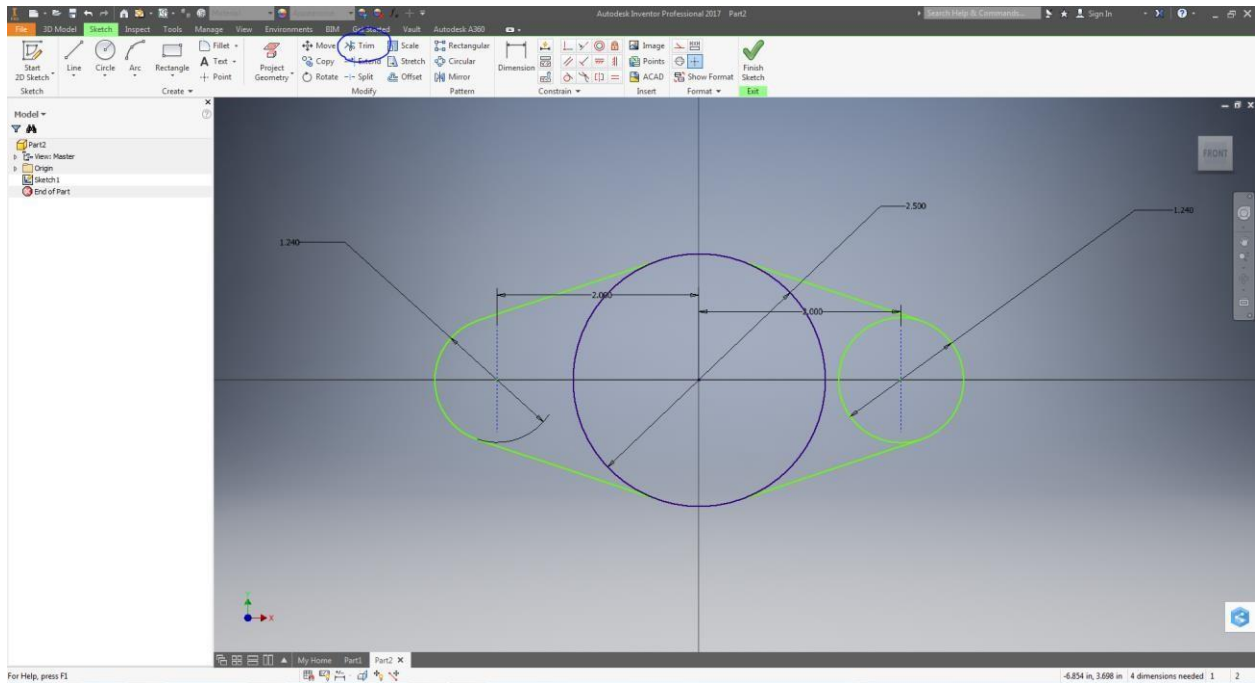 Autodesk Inventor Professional 2017 Part2
Search Help & Commands...
Sign In
File 3D Model Sketch Inspect Tools Manage View Environments BIM Get Started Vault Autodesk A360
Start 2D Sketch
Line
Circle
Arc
Rectangle
Fillet
Text
Point
Project Geometry
Move
Copy
Rotate
Trim
Extend
Split
Scale
Stretch
Offset
Rectangular
Circular
Mirror
Dimension
Image
Points
ACAD
Show Format
Finish Sketch
Sketch Create Modify Pattern Constrain Insert Format Exit
Model
Part2
View: Master
Origin
Sketch1
End of Part
FRONT
2.500
1.240
1.240
2.000
2.000
X
My Home Part1 Part2 X
For Help, press F1
-6.854 in, 3.698 in 4 dimensions needed 1 2